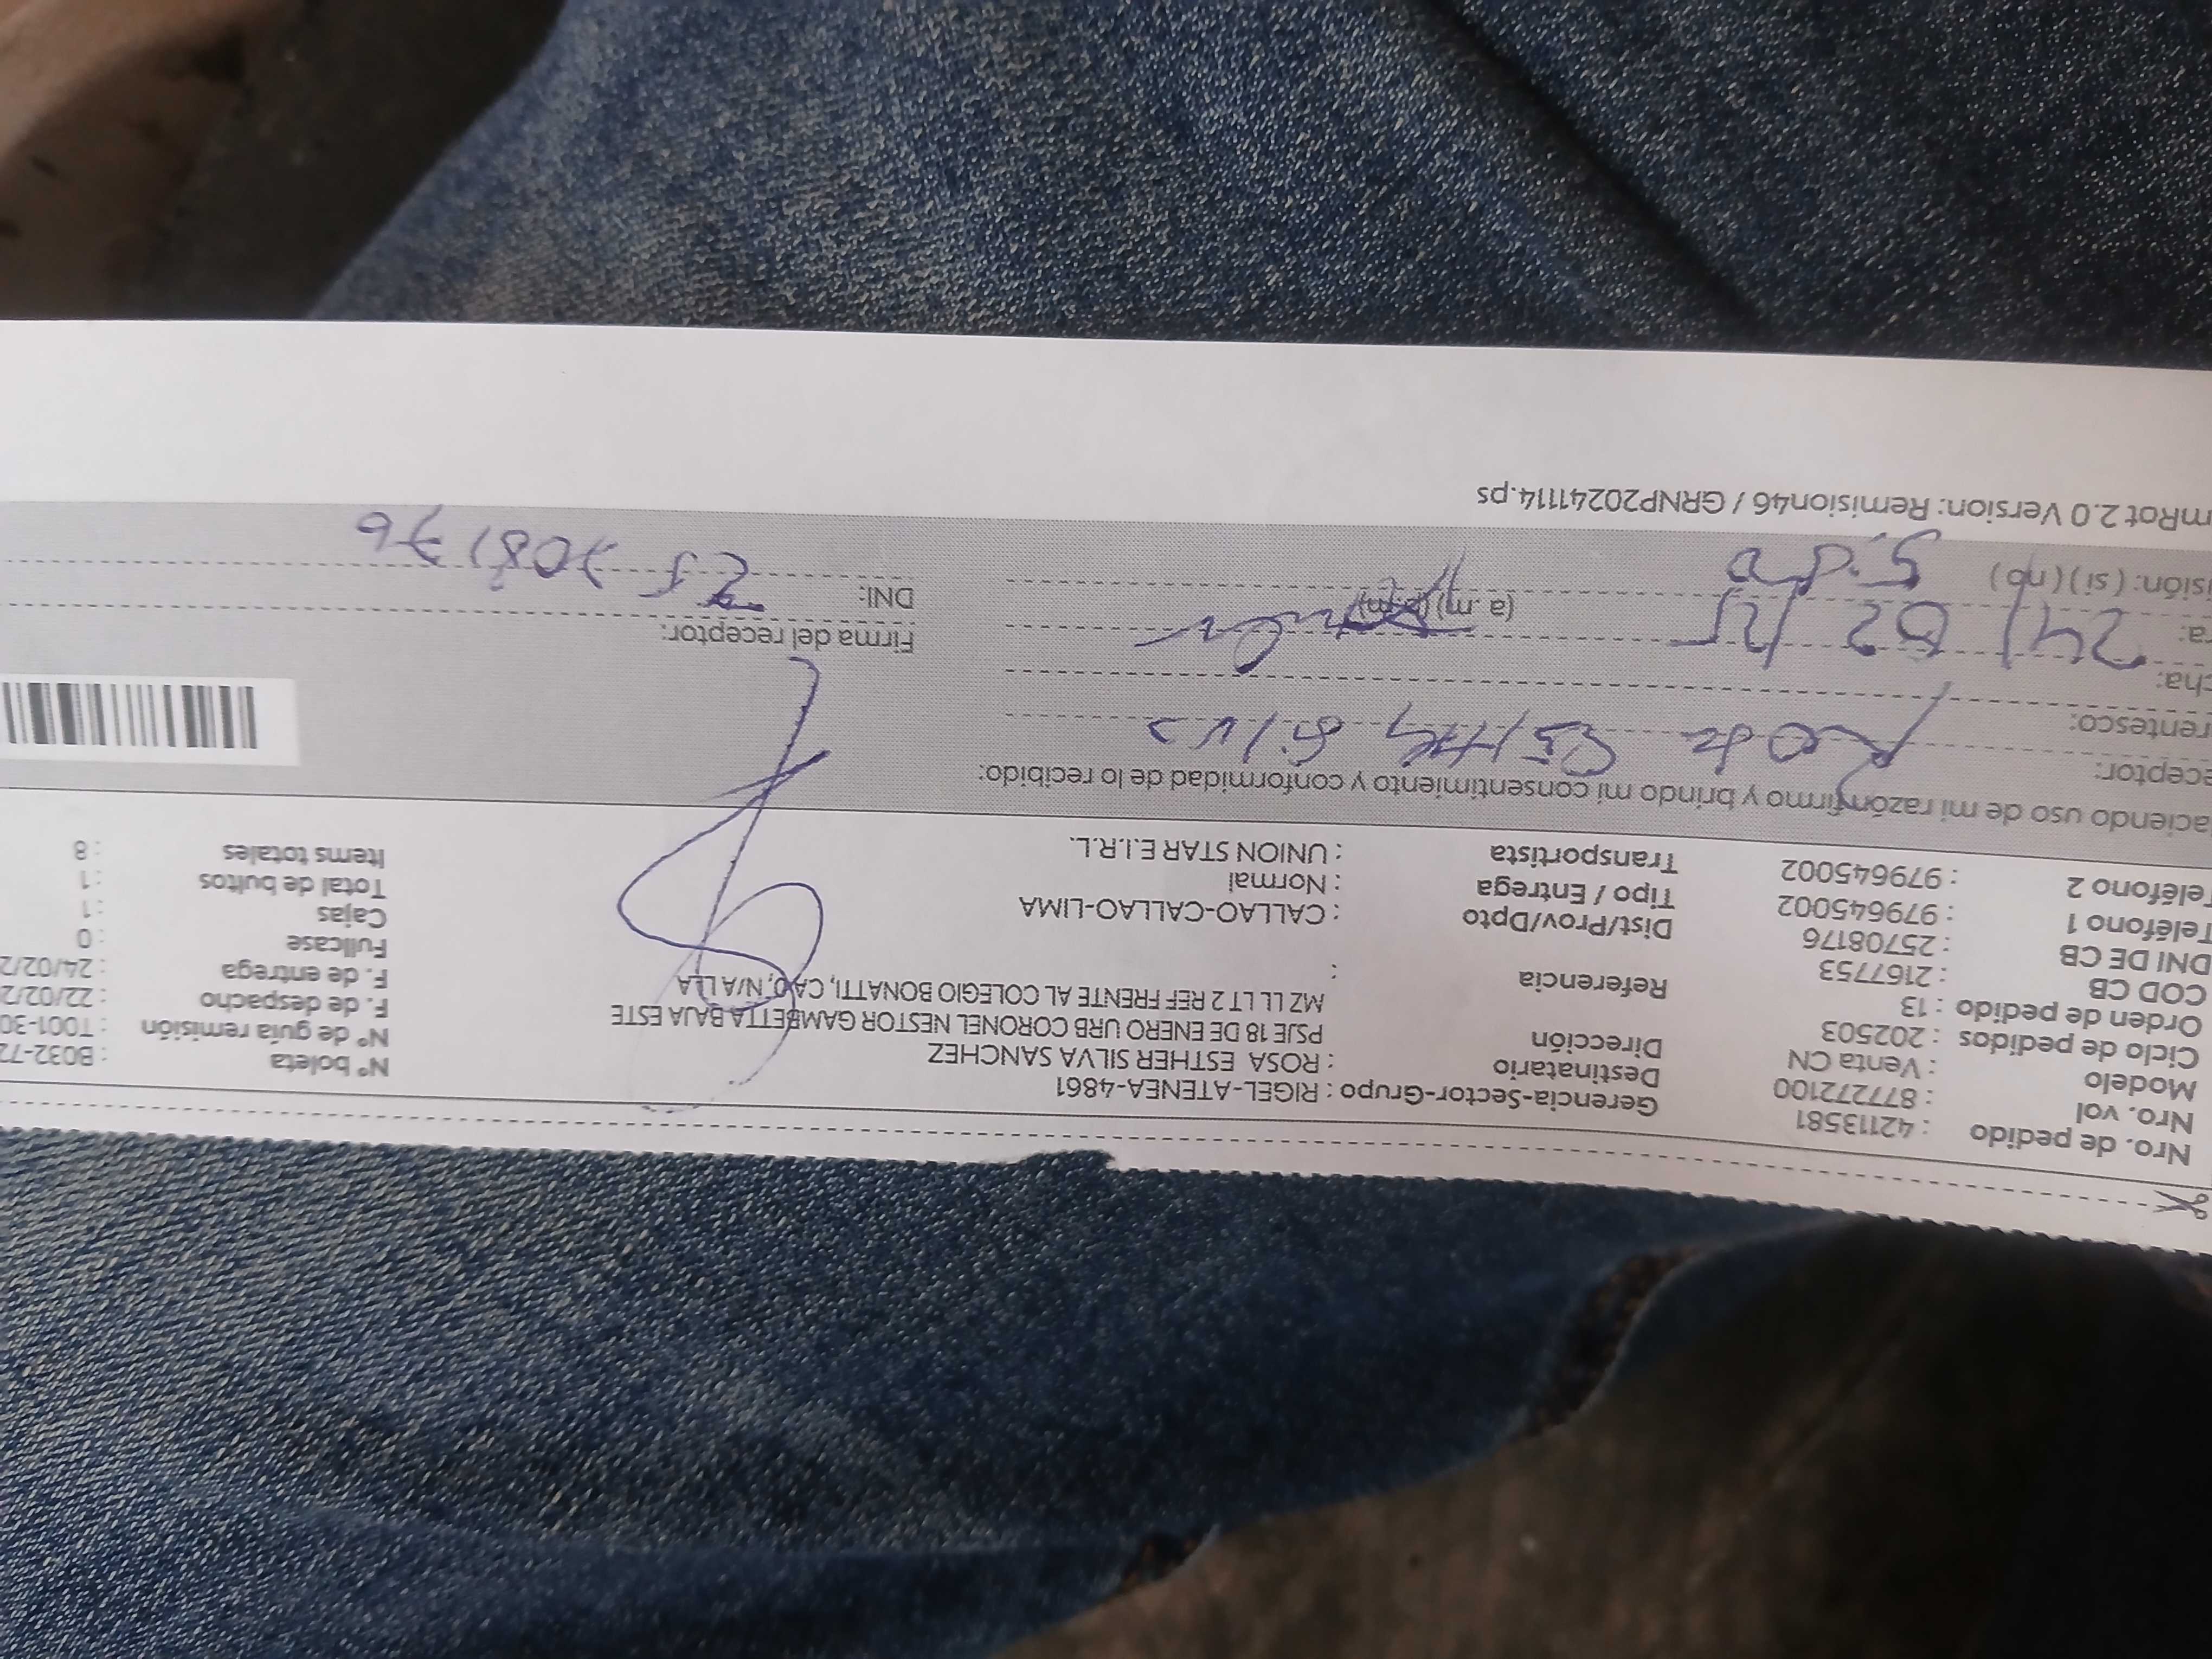 Nro. de pedido : 42113581 Gerencia-Sector-Grupo : RIGEL-ATENEA-4861 N° boleta : B032-72
Nro. vol : 877272100 Destinatario : ROSA ESTHER SILVA SANCHEZ N° de guía remisión : T001-30
Modelo : Venta CN Dirección PSJE 18 DE ENERO URB CORONEL NESTOR GAMBETTA BAJA ESTE F. de despacho : 22/02/2
Ciclo de pedidos : 202503 MZ LL LT 2 REF FRENTE AL COLEGIO BONATTI, CA 0, N/A LLA F. de entrega : 24/02/2
Orden de pedido : 13 Referencia : Fullcase : 0
COD CB : 2167753 Dist/Prov/Dpto : CALLAO-CALLAO-LIMA Cajas : 1
DNI DE CB : 25708176 Tipo / Entrega : Normal Total de bultos : 1
Teléfono 1 : 979645002 Transportista : UNION STAR E.I.R.L. Items totales : 8
Teléfono 2 : 979645002
aciendo uso de mi razón firmo y brindo mi consentimiento y conformidad de lo recibido:
eceptor: Silva
rentesco:
cha: 24/02/25 Firma del receptor:
ra: (a.m)(p.m) DNI: 25708176
isión: (si) (no)
mRot 2.0 Version: Remision46 / GRNP20241114.ps